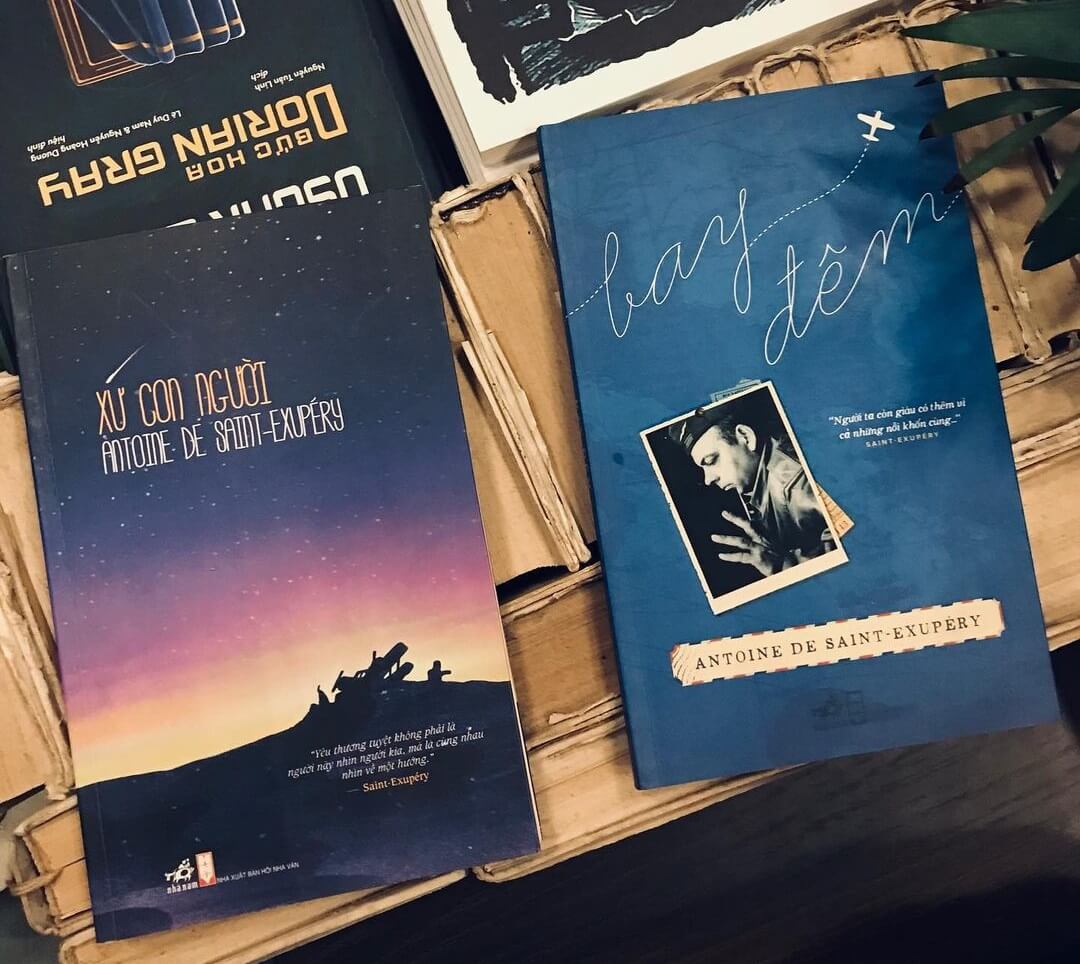 BỨC HOẠ
DORIAN GRAY
Nguyễn Tuấn Linh
dịch
Lê Duy Nam & Nguyễn Hoàng Dương
hiệu đính
XỨ CON NGƯỜI
ANTOINE DE SAINT-EXUPÉRY
"Yêu thương tuyệt không phải là
người này nhìn người kia, mà là cùng nhau
nhìn về một hướng."
— Saint-Exupéry
nhã nam
NHÀ XUẤT BẢN HỘI NHÀ VĂN
bay
đêm
"Người ta còn giàu có thêm vì
cả những nỗi khốn cùng..."
SAINT-EXUPÉRY
ANTOINE DE SAINT-EXUPÉRY